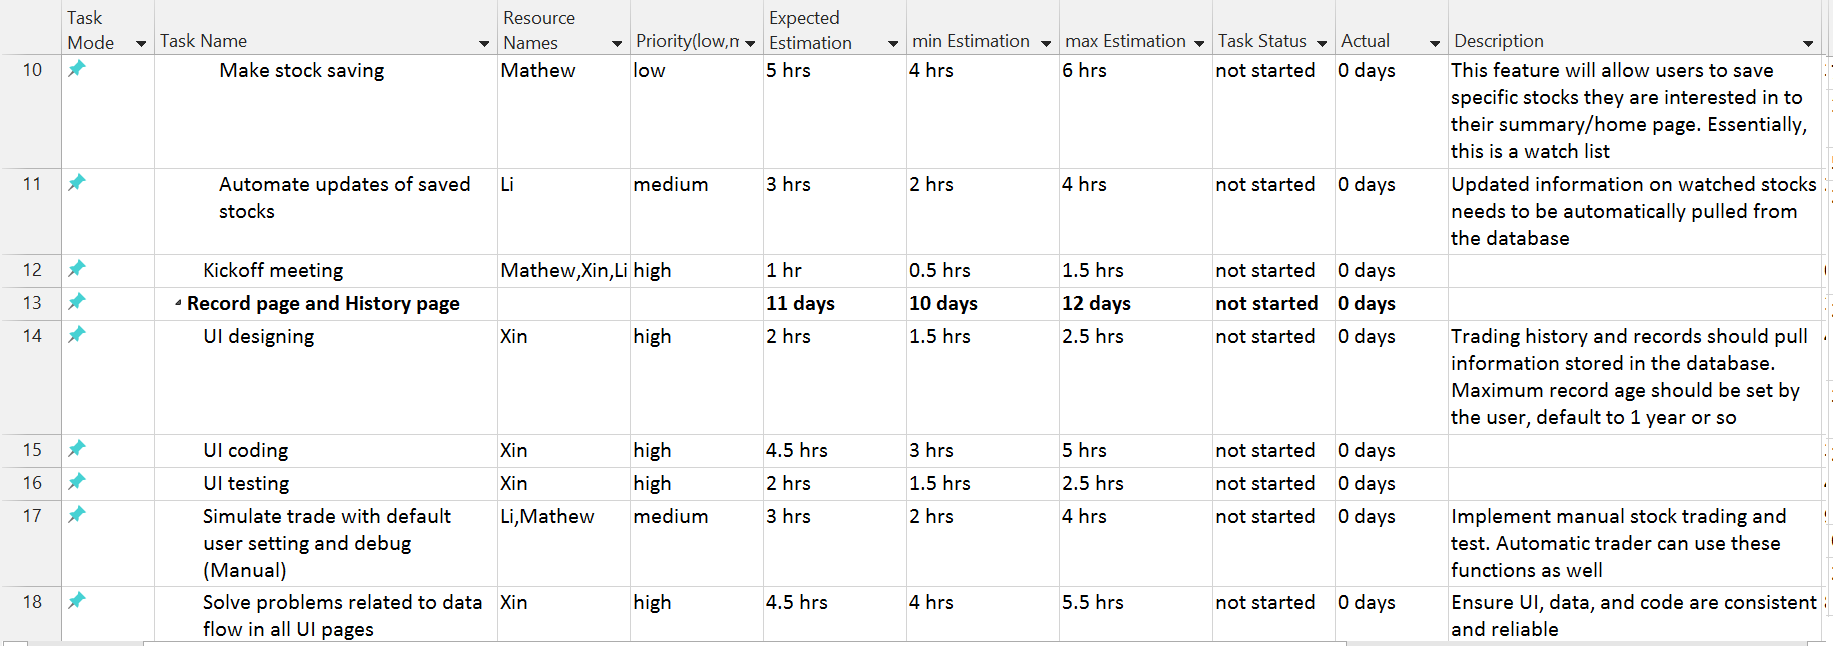 Task Mode Task Name Resource Names Priority(low,m Expected Estimation min Estimation max Estimation Task Status Actual Description
10 Make stock saving Mathew low 5 hrs 4 hrs 6 hrs not started 0 days This feature will allow users to save
specific stocks they are interested in to
their summary/home page. Essentially,
this is a watch list
11 Automate updates of saved Li medium 3 hrs 2 hrs 4 hrs not started 0 days Updated information on watched stocks
stocks needs to be automatically pulled from
the database
12 Kickoff meeting Mathew,Xin,Li high 1 hr 0.5 hrs 1.5 hrs not started 0 days
13 Record page and History page 11 days 10 days 12 days not started 0 days
14 UI designing Xin high 2 hrs 1.5 hrs 2.5 hrs not started 0 days Trading history and records should pull
information stored in the database.
Maximum record age should be set by
the user, default to 1 year or so
15 UI coding Xin high 4.5 hrs 3 hrs 5 hrs not started 0 days
16 UI testing Xin high 2 hrs 1.5 hrs 2.5 hrs not started 0 days
17 Simulate trade with default Li,Mathew medium 3 hrs 2 hrs 4 hrs not started 0 days Implement manual stock trading and
user setting and debug test. Automatic trader can use these
(Manual) functions as well
18 Solve problems related to data Xin high 4.5 hrs 4 hrs 5.5 hrs not started 0 days Ensure UI, data, and code are consistent
flow in all UI pages and reliable